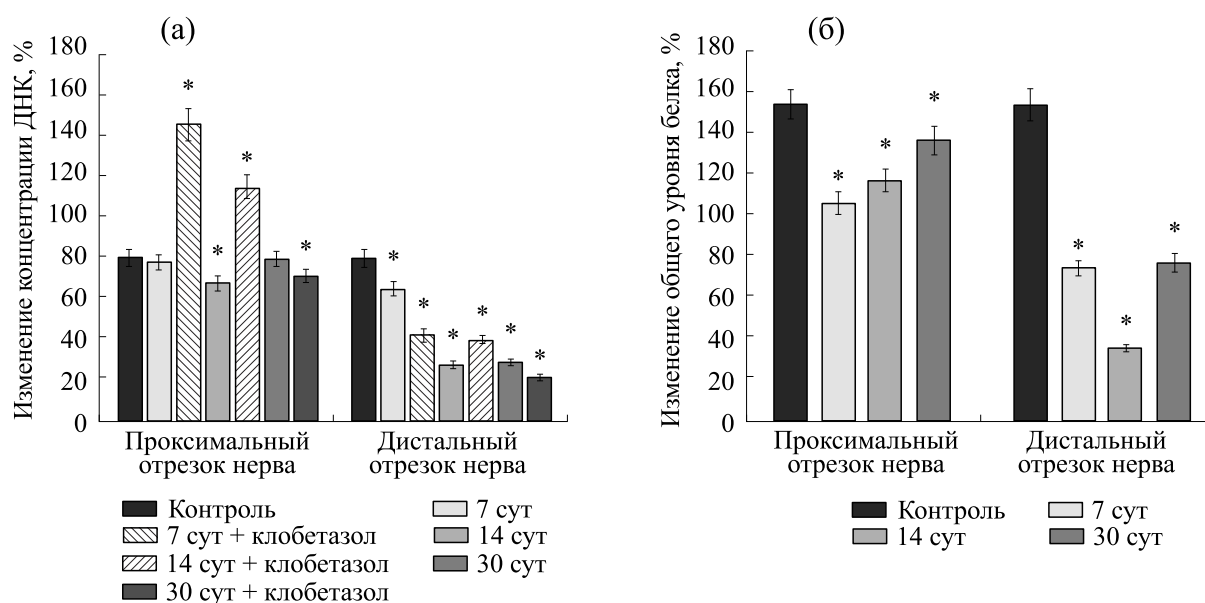 (а)
Изменение концентрации ДНК, %
180
160
140
120
100
80
60
40
20
0
* * * * * * * * * *
Проксимальный
отрезок нерва
Дистальный
отрезок нерва
Контроль
7 сут + клобетазол
14 сут + клобетазол
30 сут + клобетазол
7 сут
14 сут
30 сут
(б)
Изменение общего уровня белка, %
180
160
140
120
100
80
60
40
20
0
* * * * * *
Проксимальный
отрезок нерва
Дистальный
отрезок нерва
Контроль
14 сут
7 сут
30 сут